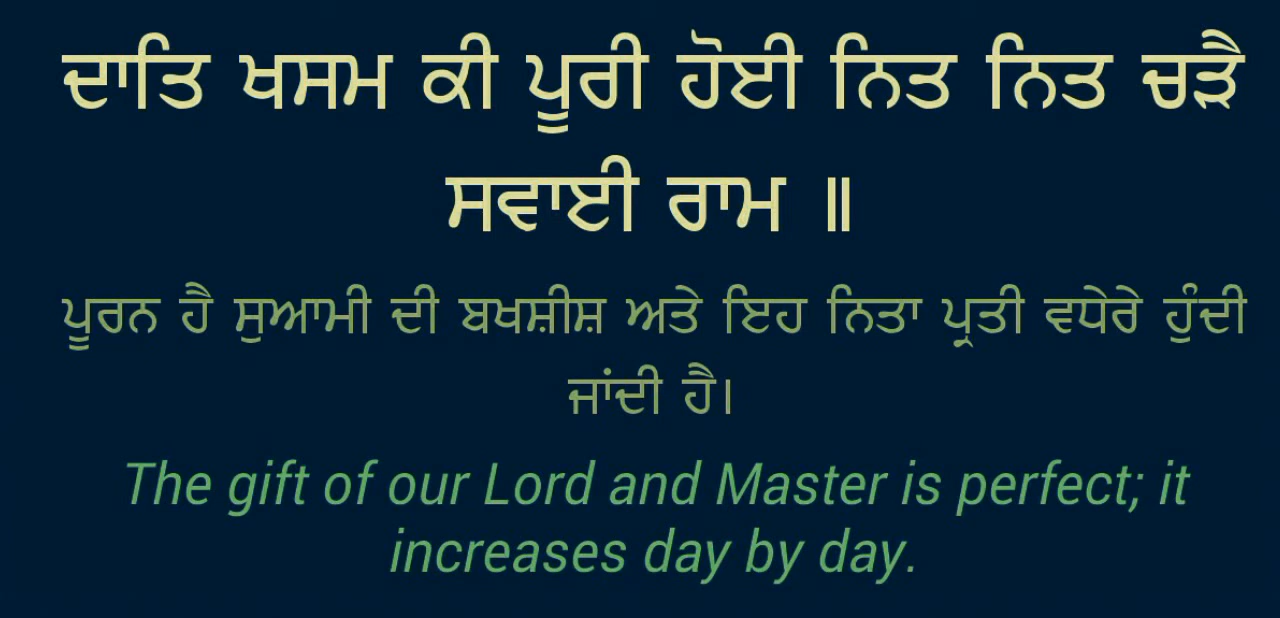 ਦਾਤਿ ਖਸਮ ਕੀ ਪੂਰੀ ਹੋਈ ਨਿਤ ਨਿਤ ਚੜੈ
ਸਵਾਈ ਰਾਮ ॥
ਪੂਰਨ ਹੈ ਸੁਆਮੀ ਦੀ ਬਖਸ਼ੀਸ਼ ਅਤੇ ਇਹ ਨਿਤਾ ਪ੍ਰਤੀ ਵਧੇਰੇ ਹੁੰਦੀ
ਜਾਂਦੀ ਹੈ।
The gift of our Lord and Master is perfect; it
increases day by day.